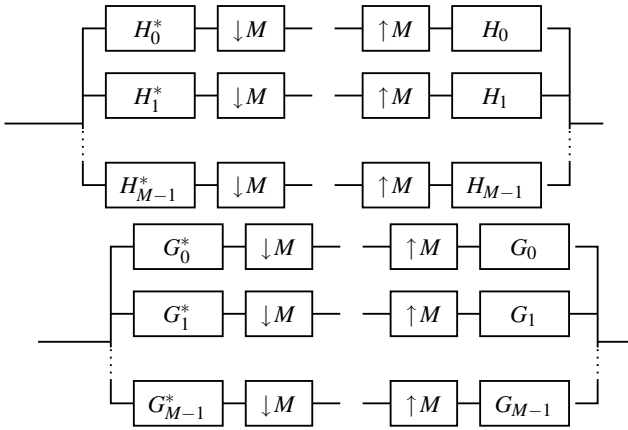 H_0^* ↓M ↑M H_0
H_1^* ↓M ↑M H_1
H_{M−1}^* ↓M ↑M H_{M−1}
G_0^* ↓M ↑M G_0
G_1^* ↓M ↑M G_1
G_{M−1}^* ↓M ↑M G_{M−1}